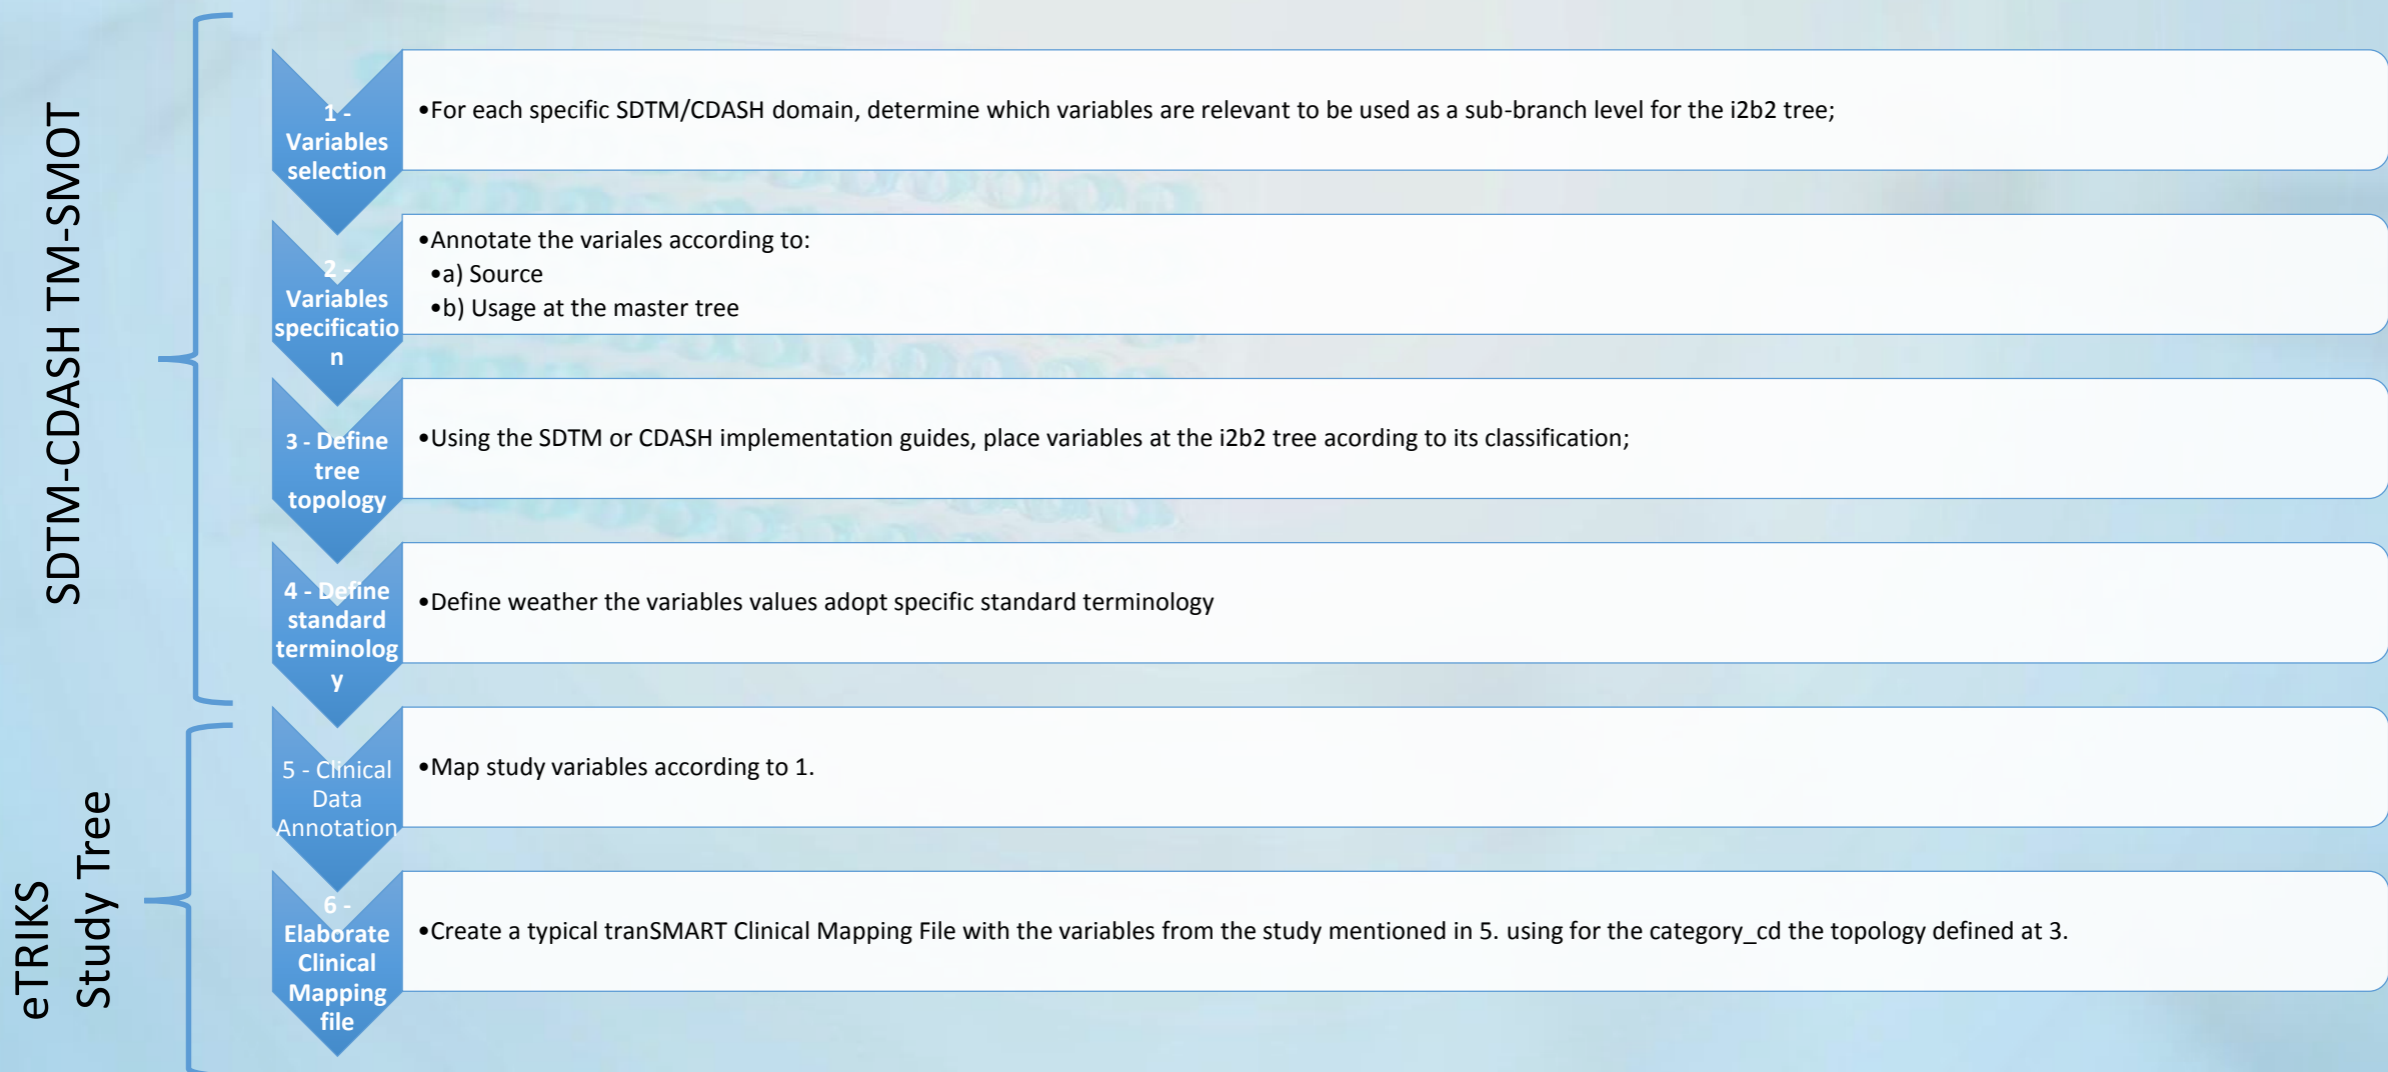 SDTM-CDASH TM-SMOT
1 -
Variables
selection
•For each specific SDTM/CDASH domain, determine which variables are relevant to be used as a sub-branch level for the i2b2 tree;
2 -
Variables
specificatio
n
•Annotate the variales according to:
•a) Source
•b) Usage at the master tree
3 - Define
tree
topology
•Using the SDTM or CDASH implementation guides, place variables at the i2b2 tree acording to its classification;
4 - Define
standard
terminolog
y
•Define weather the variables values adopt specific standard terminology
eTRIKS
Study Tree
5 - Clinical
Data
Annotation
•Map study variables according to 1.
6 -
Elaborate
Clinical
Mapping
file
•Create a typical tranSMART Clinical Mapping File with the variables from the study mentioned in 5. using for the category_cd the topology defined at 3.